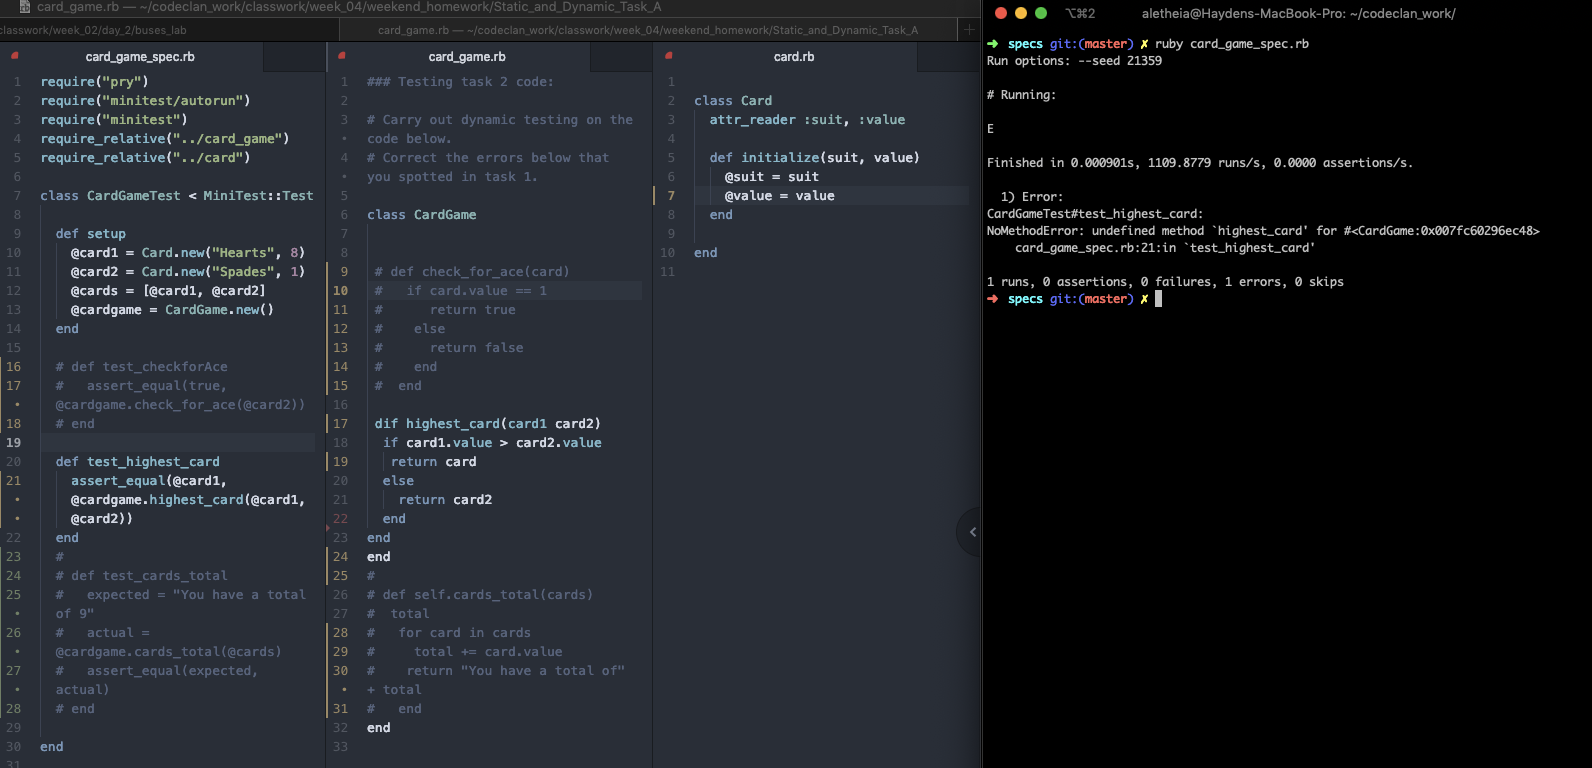 card_game.rb — ~/codeclan_work/classwork/week_04/weekend_homework/Static_and_Dynamic_Task_A
classwork/week_02/day_2/buses_lab
card_game.rb — ~/codeclan_work/classwork/week_04/weekend_homework/Static_and_Dynamic_Task_A
card_game_spec.rb
1 require("pry")
2 require("minitest/autorun")
3 require("minitest")
4 require_relative("../card_game")
5 require_relative("../card")
6
7 class CardGameTest < MiniTest::Test
8
9 def setup
10 @card1 = Card.new("Hearts", 8)
11 @card2 = Card.new("Spades", 1)
12 @cards = [@card1, @card2]
13 @cardgame = CardGame.new()
14 end
15
16 # def test_checkforAce
17 # assert_equal(true,
• @cardgame.check_for_ace(@card2))
18 # end
19
20 def test_highest_card
21 assert_equal(@card1,
• @cardgame.highest_card(@card1,
• @card2))
22 end
23 #
24 # def test_cards_total
25 # expected = "You have a total
• of 9"
26 # actual =
• @cardgame.cards_total(@cards)
27 # assert_equal(expected,
• actual)
28 # end
29
30 end
31
card_game.rb
1 ### Testing task 2 code:
2
3 # Carry out dynamic testing on the
• code below.
4 # Correct the errors below that
• you spotted in task 1.
5
6 class CardGame
7
8
9 # def check_for_ace(card)
10 # if card.value == 1
11 # return true
12 # else
13 # return false
14 # end
15 # end
16
17 dif highest_card(card1 card2)
18 if card1.value > card2.value
19 return card
20 else
21 return card2
22 end
23 end
24 end
25 #
26 # def self.cards_total(cards)
27 # total
28 # for card in cards
29 # total += card.value
30 # return "You have a total of"
• + total
31 # end
32 end
33
card.rb
1
2 class Card
3 attr_reader :suit, :value
4
5 def initialize(suit, value)
6 @suit = suit
7 @value = value
8 end
9
10 end
11
⌥⌘2 aletheia@Haydens-MacBook-Pro: ~/codeclan_work/
➜ specs git:(master) ✗ ruby card_game_spec.rb
Run options: --seed 21359
# Running:
E
Finished in 0.000901s, 1109.8779 runs/s, 0.0000 assertions/s.
1) Error:
CardGameTest#test_highest_card:
NoMethodError: undefined method `highest_card' for #<CardGame:0x007fc60296ec48>
card_game_spec.rb:21:in `test_highest_card'
1 runs, 0 assertions, 0 failures, 1 errors, 0 skips
➜ specs git:(master) ✗